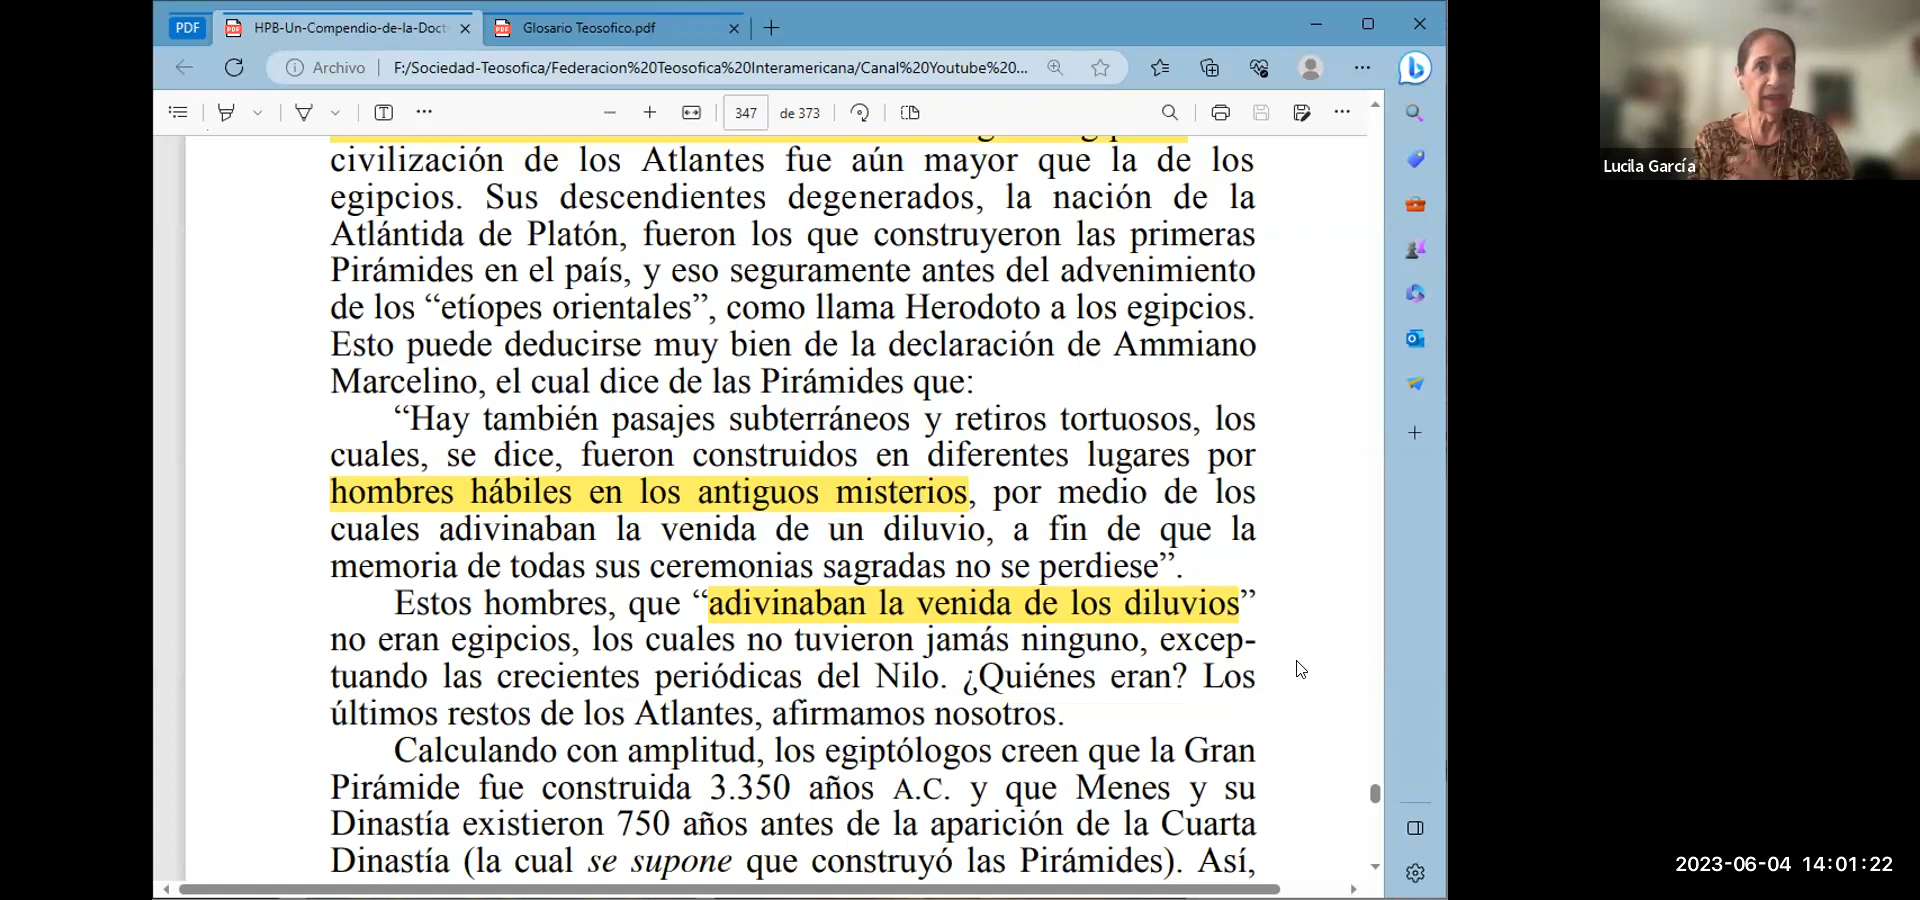 PDF
HPB-Un-Compendio-de-la-Doct
Glosario Teosofico.pdf
Archivo
F:/Sociedad-Teosofica/Federacion%20Teosofica%20Interamericana/Canal%20Youtube%20...
347 de 373
civilización de los Atlantes fue aún mayor que la de los
egipcios. Sus descendientes degenerados, la nación de la
Atlántida de Platón, fueron los que construyeron las primeras
Pirámides en el país, y eso seguramente antes del advenimiento
de los “etíopes orientales”, como llama Herodoto a los egipcios.
Esto puede deducirse muy bien de la declaración de Ammiano
Marcelino, el cual dice de las Pirámides que:
“Hay también pasajes subterráneos y retiros tortuosos, los
cuales, se dice, fueron construidos en diferentes lugares por
hombres hábiles en los antiguos misterios, por medio de los
cuales adivinaban la venida de un diluvio, a fin de que la
memoria de todas sus ceremonias sagradas no se perdiese”.
Estos hombres, que “adivinaban la venida de los diluvios”
no eran egipcios, los cuales no tuvieron jamás ninguno, excep-
tuando las crecientes periódicas del Nilo. ¿Quiénes eran? Los
últimos restos de los Atlantes, afirmamos nosotros.
Calculando con amplitud, los egiptólogos creen que la Gran
Pirámide fue construida 3.350 años A.C. y que Menes y su
Dinastía existieron 750 años antes de la aparición de la Cuarta
Dinastía (la cual se supone que construyó las Pirámides). Así,
Lucila García
2023-06-04 14:01:22